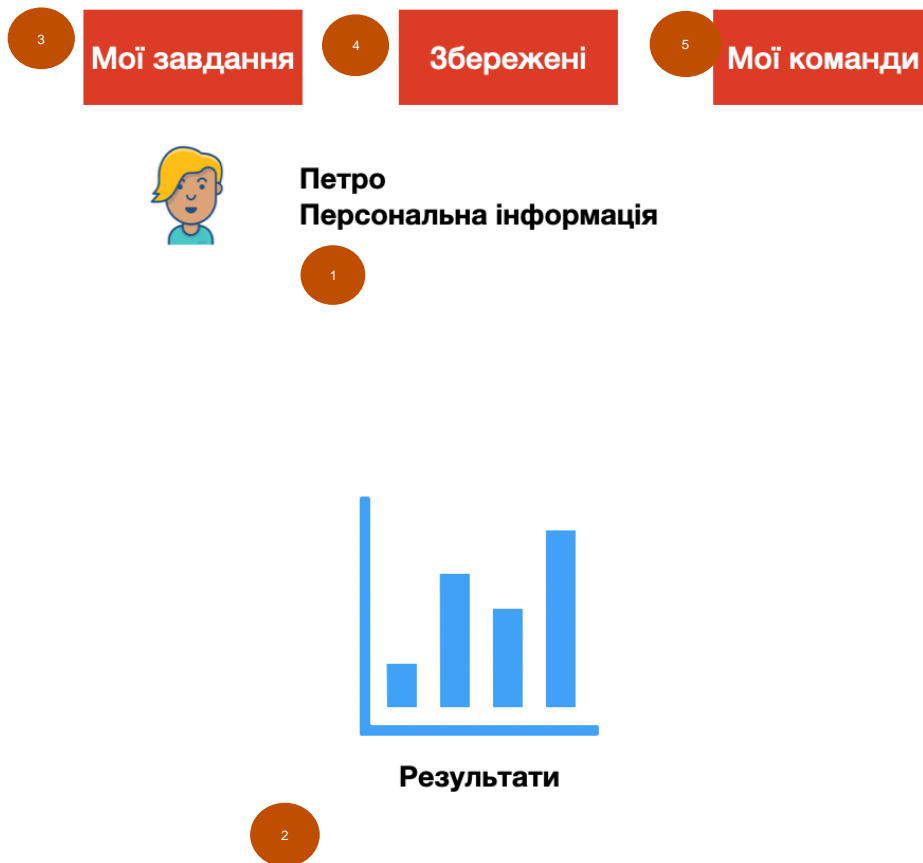 3
Мої завдання
4
Збережені
5
Мої команди
Петро
Персональна інформація
1
Результати
2